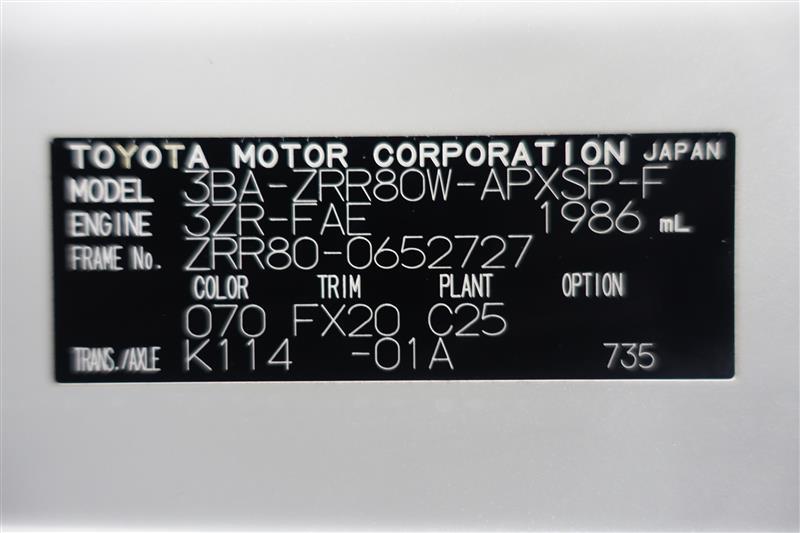 TOYOTA MOTOR CORPORATION JAPAN
MODEL 3BA-ZRR80W-APXSP-F
ENGINE 3ZR-FAE 1986 mL
FRAME No. ZRR80-0652727
COLOR TRIM PLANT OPTION
070 FX20 C25
TRANS./AXLE K114 -01A 735